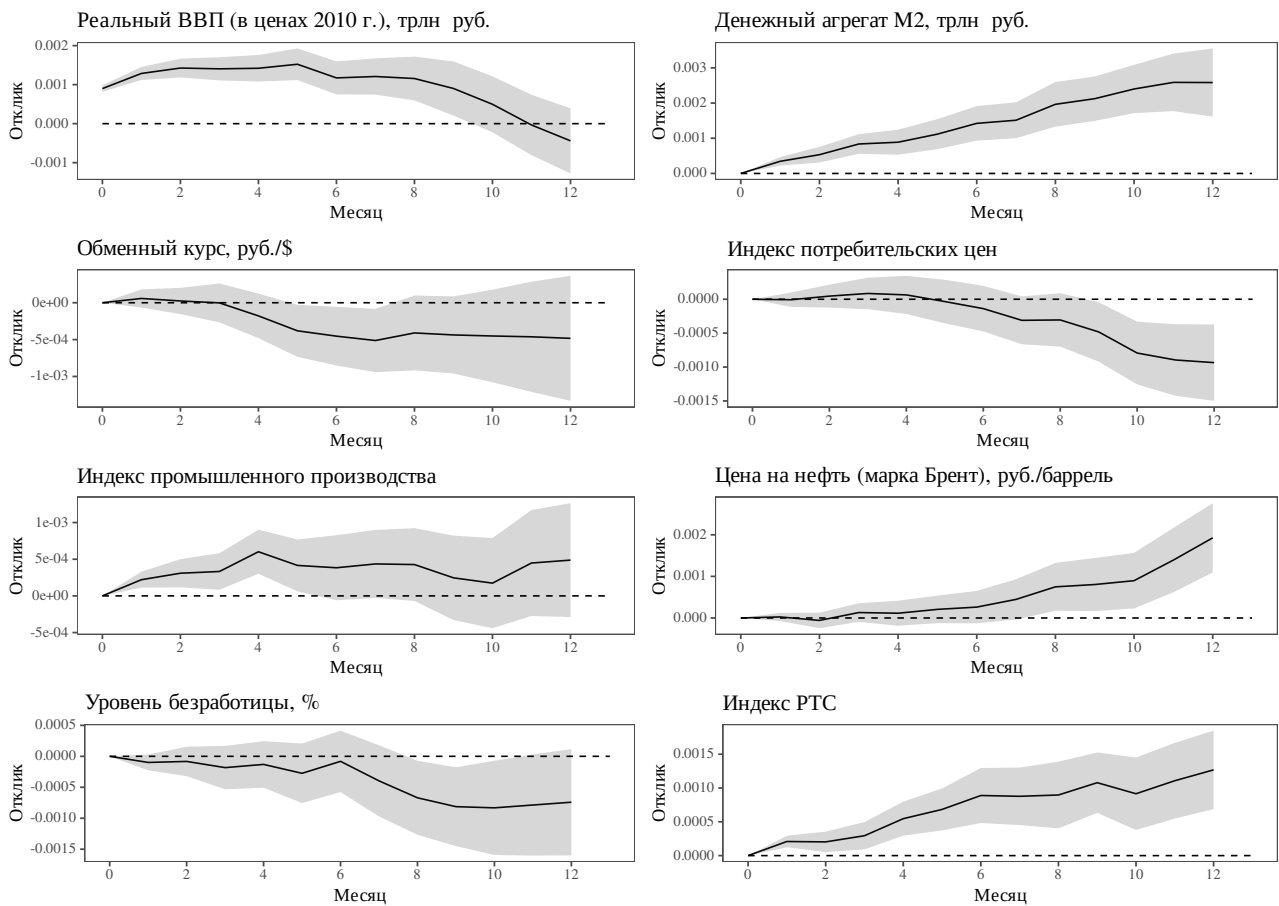 Реальный ВВП (в ценах 2010 г.), трлн руб.
Отклик
0.002
0.001
0.000
-0.001
0 2 4 6 8 10 12
Месяц
Денежный агрегат М2, трлн руб.
Отклик
0.003
0.002
0.001
0.000
0 2 4 6 8 10 12
Месяц
Обменный курс, руб./$
Отклик
0e+00
-5e-04
-1e-03
0 2 4 6 8 10 12
Месяц
Индекс потребительских цен
Отклик
0.0000
-0.0005
-0.0010
-0.0015
0 2 4 6 8 10 12
Месяц
Индекс промышленного производства
Отклик
1e-03
5e-04
0e+00
-5e-04
0 2 4 6 8 10 12
Месяц
Цена на нефть (марка Брент), руб./баррель
Отклик
0.002
0.001
0.000
0 2 4 6 8 10 12
Месяц
Уровень безработицы, %
Отклик
0.0005
0.0000
-0.0005
-0.0010
-0.0015
0 2 4 6 8 10 12
Месяц
Индекс РТС
Отклик
0.0015
0.0010
0.0005
0.0000
0 2 4 6 8 10 12
Месяц